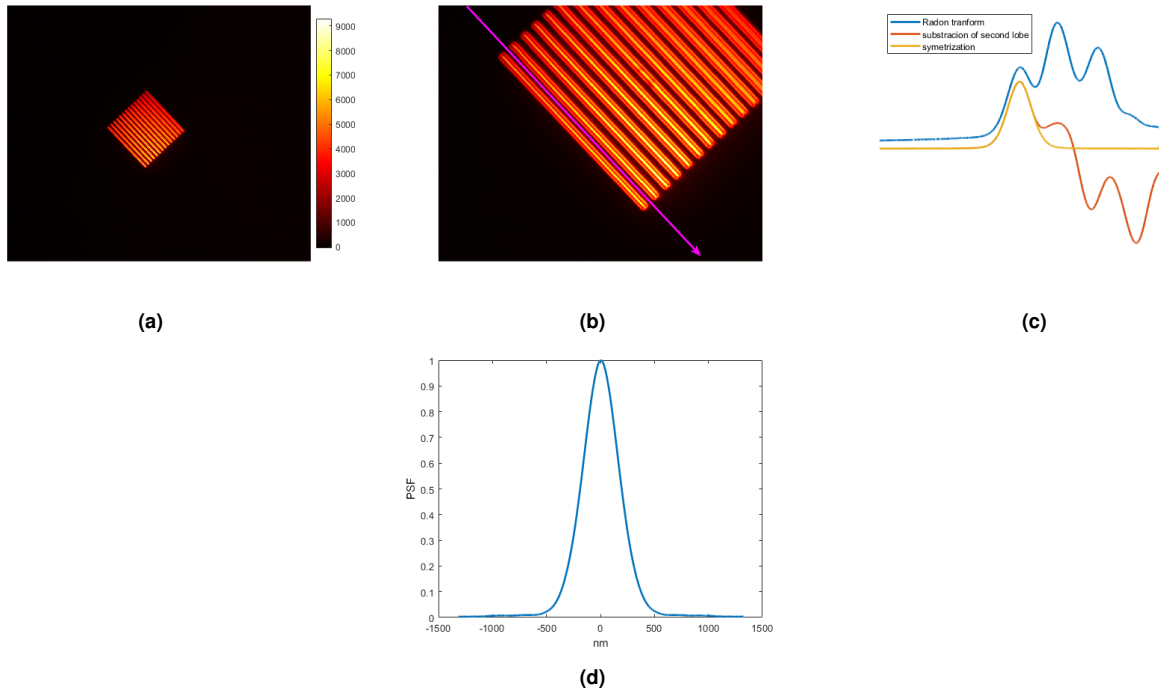 9000
8000
7000
6000
5000
4000
3000
2000
1000
0
(a)
(b)
Radon tranform
substracion of second lobe
symetrization
(c)
1
0.9
0.8
0.7
0.6
0.5
0.4
0.3
0.2
0.1
0
PSF
-1500 -1000 -500 0 500 1000 1500
nm
(d)